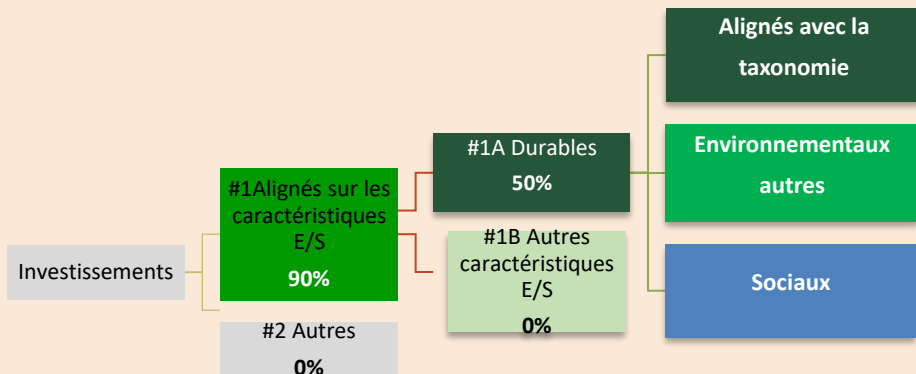 Investissements
#1Alignés sur les
caractéristiques
E/S
90%
#2 Autres
0%
#1A Durables
50%
#1B Autres
caractéristiques
E/S
0%
Alignés avec la
taxonomie
Environnementaux
autres
Sociaux